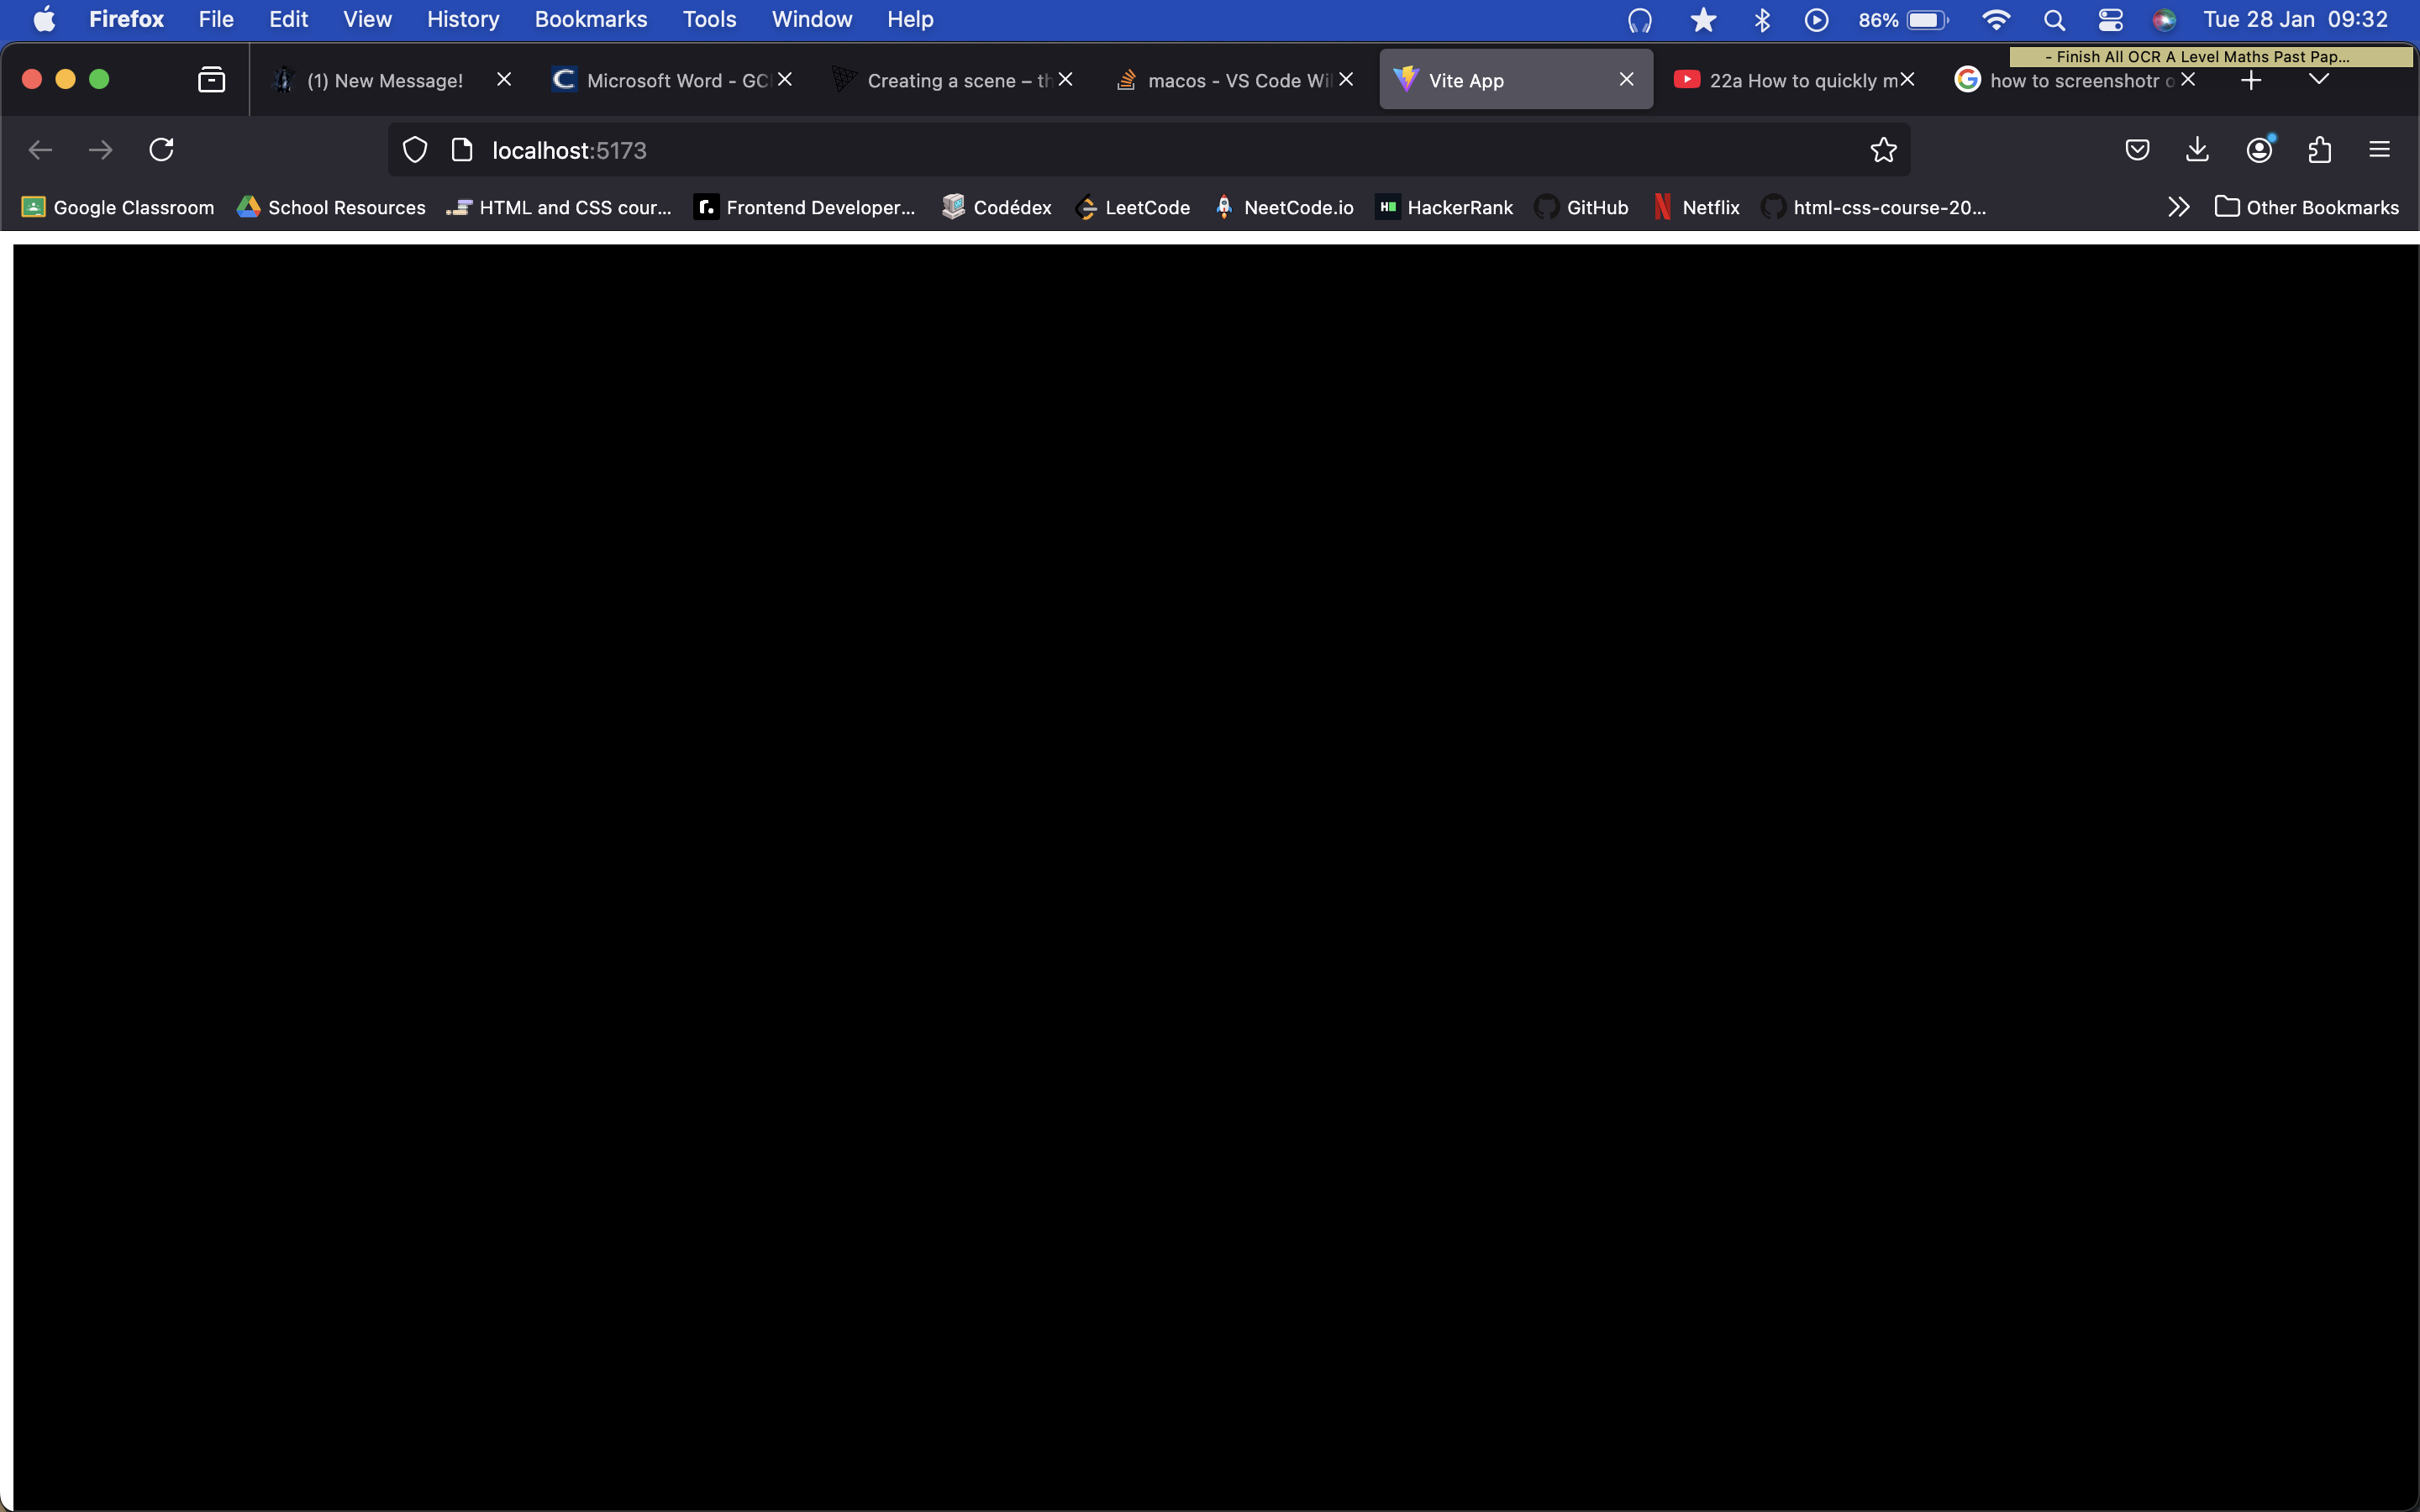 Firefox File Edit View History Bookmarks Tools Window Help 86% Tue 28 Jan 09:32
- Finish All OCR A Level Maths Past Pap...
(1) New Message! Microsoft Word - GC Creating a scene – th macos - VS Code Wil Vite App 22a How to quickly m how to screenshotr o
localhost:5173
Google Classroom School Resources HTML and CSS cour... Frontend Developer... Codédex LeetCode NeetCode.io HackerRank GitHub Netflix html-css-course-20... Other Bookmarks